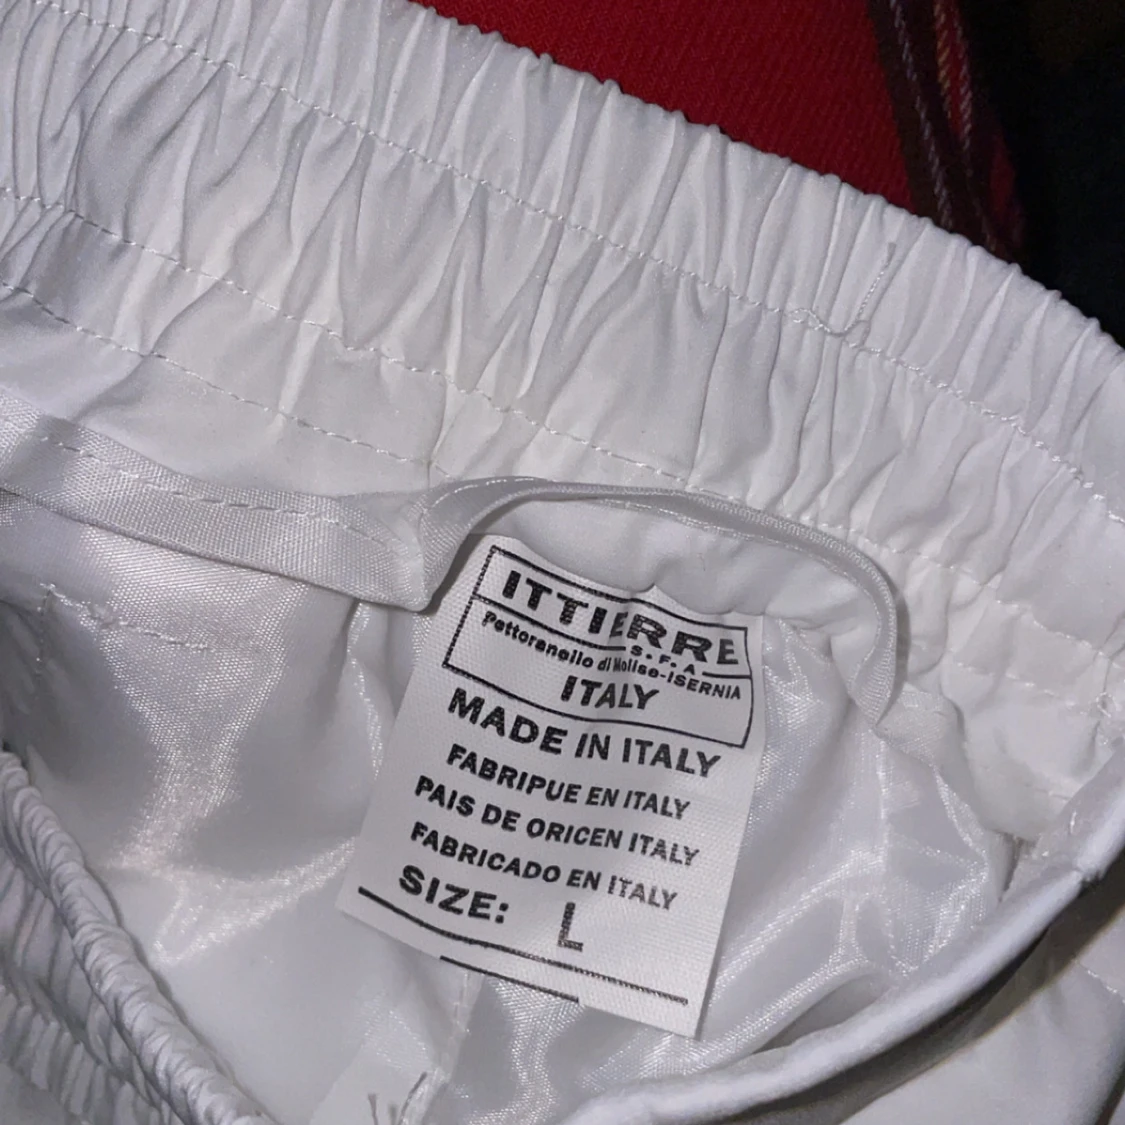 ITTIERRE
S.F.A
Pettoranello di Molise-ISERNIA
ITALY
MADE IN ITALY
FABRIPUE EN ITALY
PAIS DE ORICEN ITALY
FABRICADO EN ITALY
SIZE: L